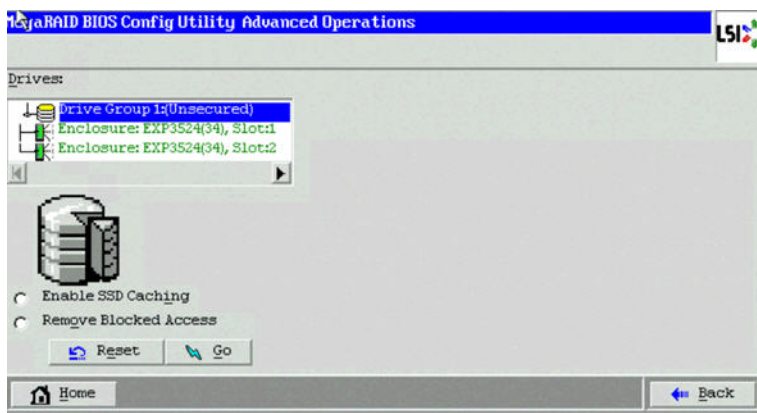 MegaRAID BIOS Config Utility Advanced Operations
LSI
Drives:
Drive Group 1:(Unsecured)
Enclosure: EXP3524(34), Slot:1
Enclosure: EXP3524(34), Slot:2
Enable SSD Caching
Remove Blocked Access
Reset Go
Home Back